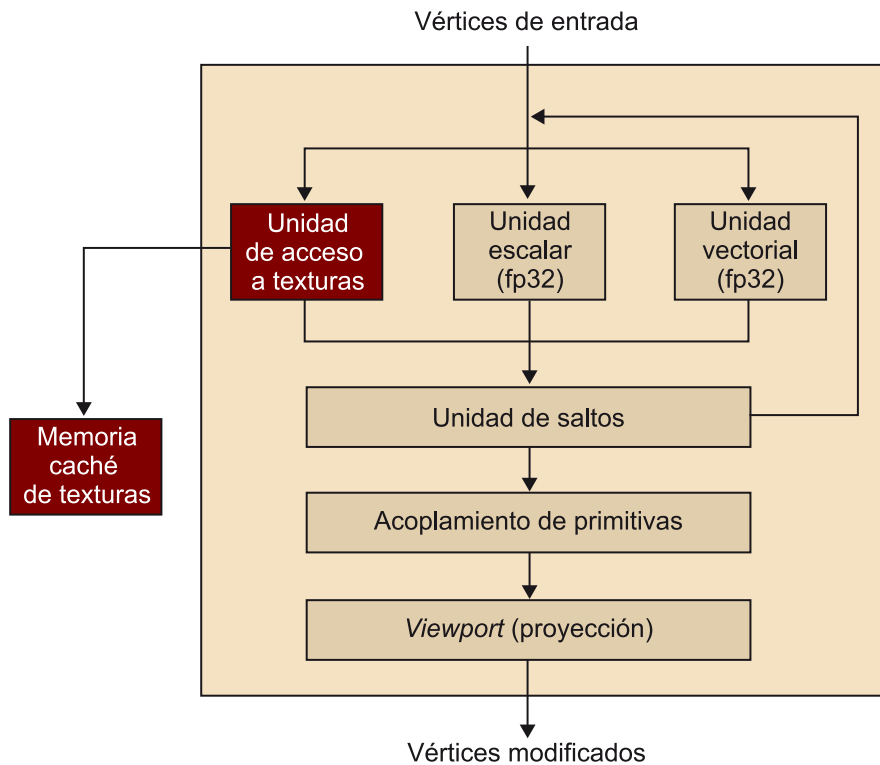 Vértices de entrada
Unidad
de acceso
a texturas
Unidad
escalar
(fp32)
Unidad
vectorial
(fp32)
Unidad de saltos
Memoria
caché
de texturas
Acoplamiento de primitivas
Viewport (proyección)
Vértices modificados